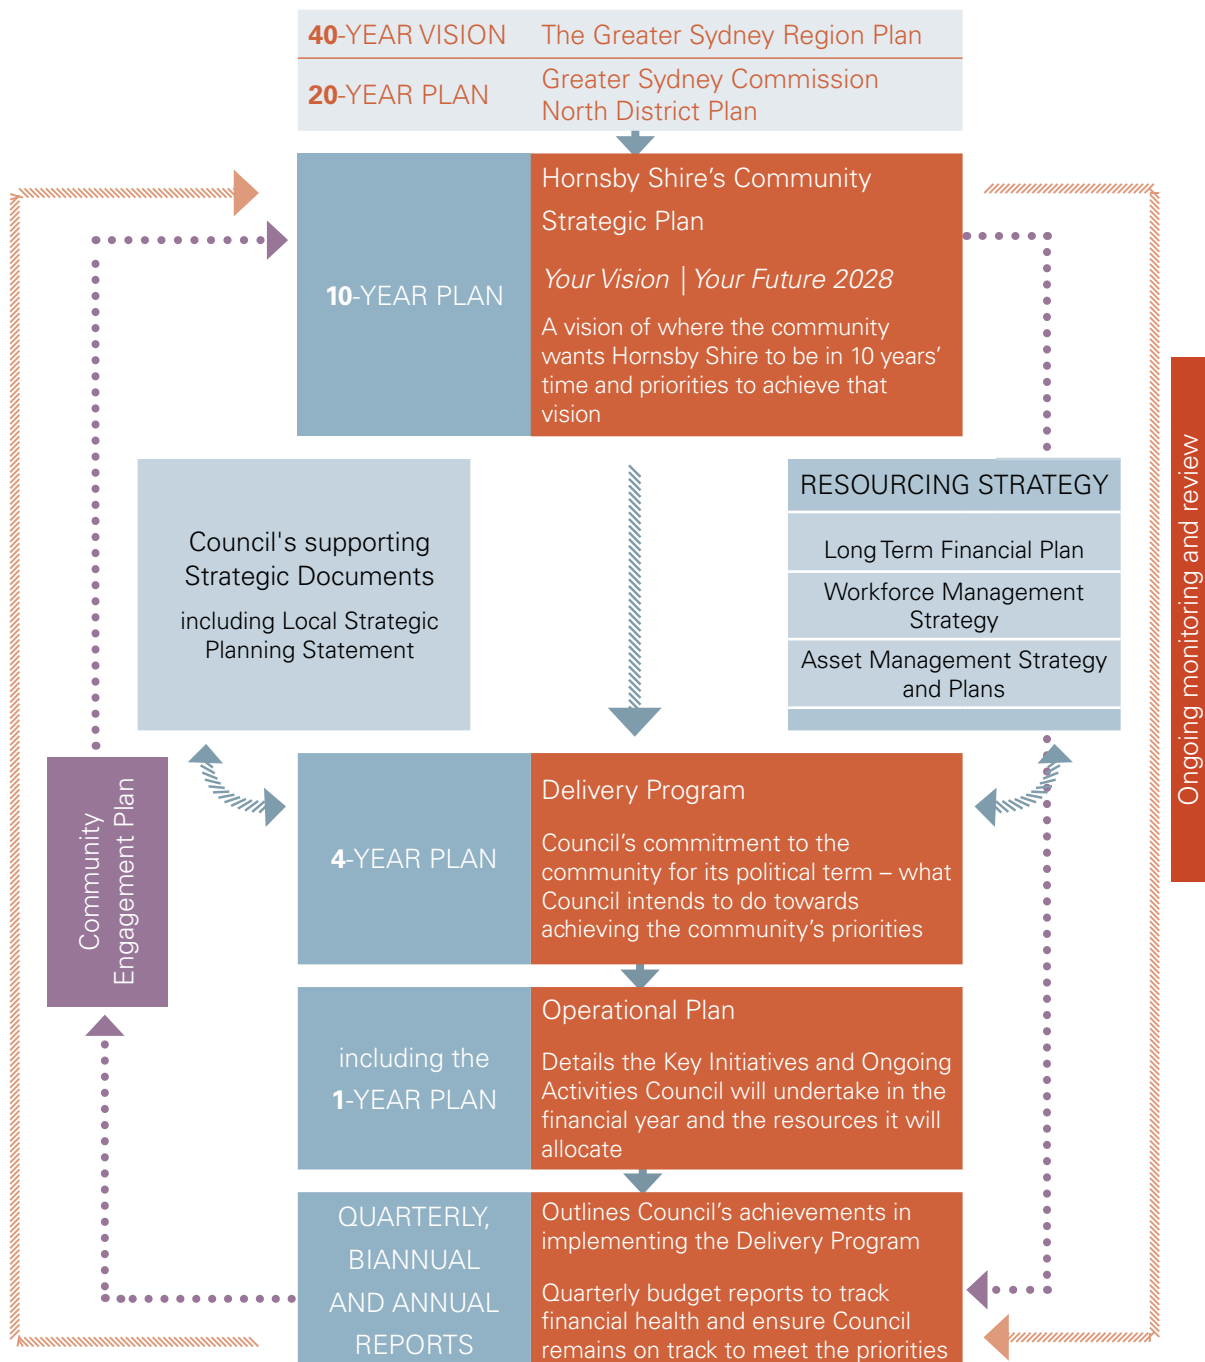 40-YEAR VISION The Greater Sydney Region Plan
20-YEAR PLAN
Greater Sydney Commission
North District Plan
10-YEAR PLAN
Hornsby Shire’s Community
Strategic Plan
Your Vision | Your Future 2028
A vision of where the community
wants Hornsby Shire to be in 10 years’
time and priorities to achieve that
vision
Council's supporting
Strategic Documents
including Local Strategic
Planning Statement
RESOURCING STRATEGY
Long Term Financial Plan
Workforce Management
Strategy
Asset Management Strategy
and Plans
Ongoing monitoring and review
Community
Engagement Plan
4-YEAR PLAN
Delivery Program
Council’s commitment to the
community for its political term – what
Council intends to do towards
achieving the community’s priorities
including the
1-YEAR PLAN
Operational Plan
Details the Key Initiatives and Ongoing
Activities Council will undertake in the
financial year and the resources it will
allocate
QUARTERLY,
BIANNUAL
AND ANNUAL
REPORTS
Outlines Council’s achievements in
implementing the Delivery Program
Quarterly budget reports to track
financial health and ensure Council
remains on track to meet the priorities